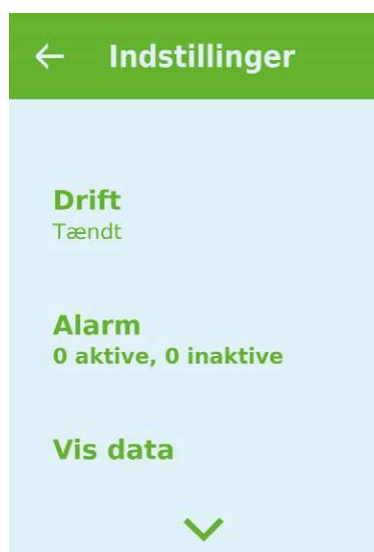 Indstillinger
Drift
Tændt
Alarm
0 aktive, 0 inaktive
Vis data